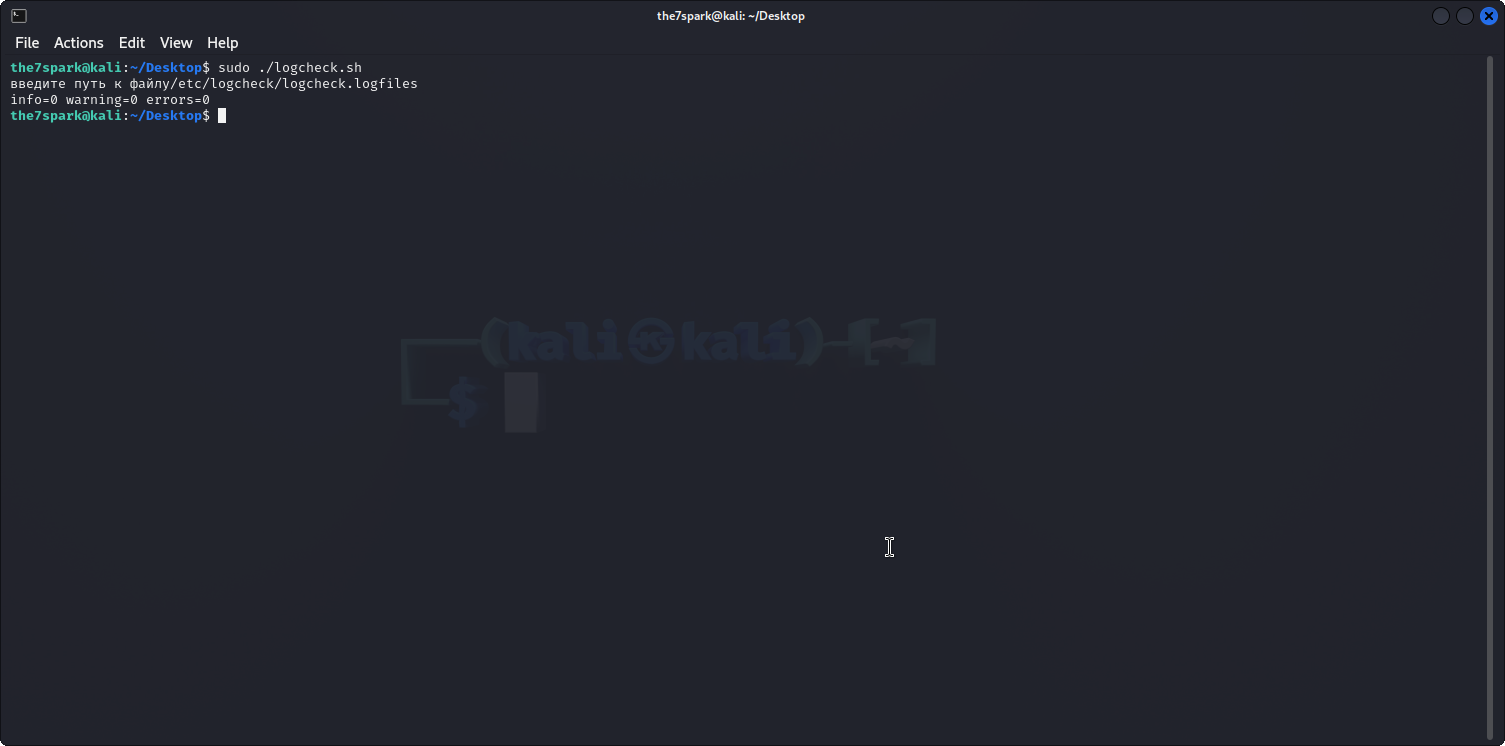 the7spark@kali: ~/Desktop
File Actions Edit View Help
the7spark@kali:~/Desktop$ sudo ./logcheck.sh
введите путь к файлу/etc/logcheck/logcheck.logfiles
info=0 warning=0 errors=0
the7spark@kali:~/Desktop$
(kali㉿kali)-[~]
$